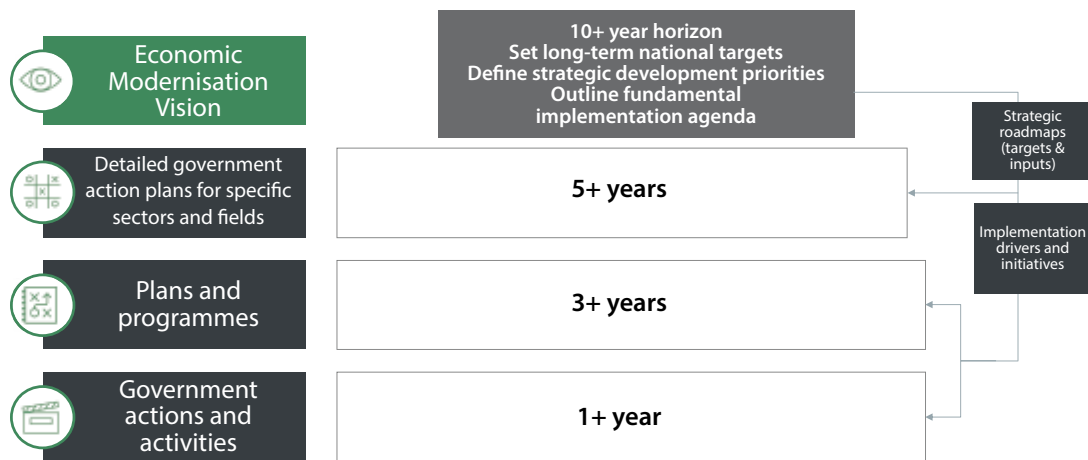 Economic
Modernisation
Vision
10+ year horizon
Set long-term national targets
Define strategic development priorities
Outline fundamental
implementation agenda
Strategic
roadmaps
(targets &
inputs)
Detailed government
action plans for specific
sectors and fields
5+ years
Implementation
drivers and
initiatives
Plans and
programmes
3+ years
Government
actions and
activities
1+ year